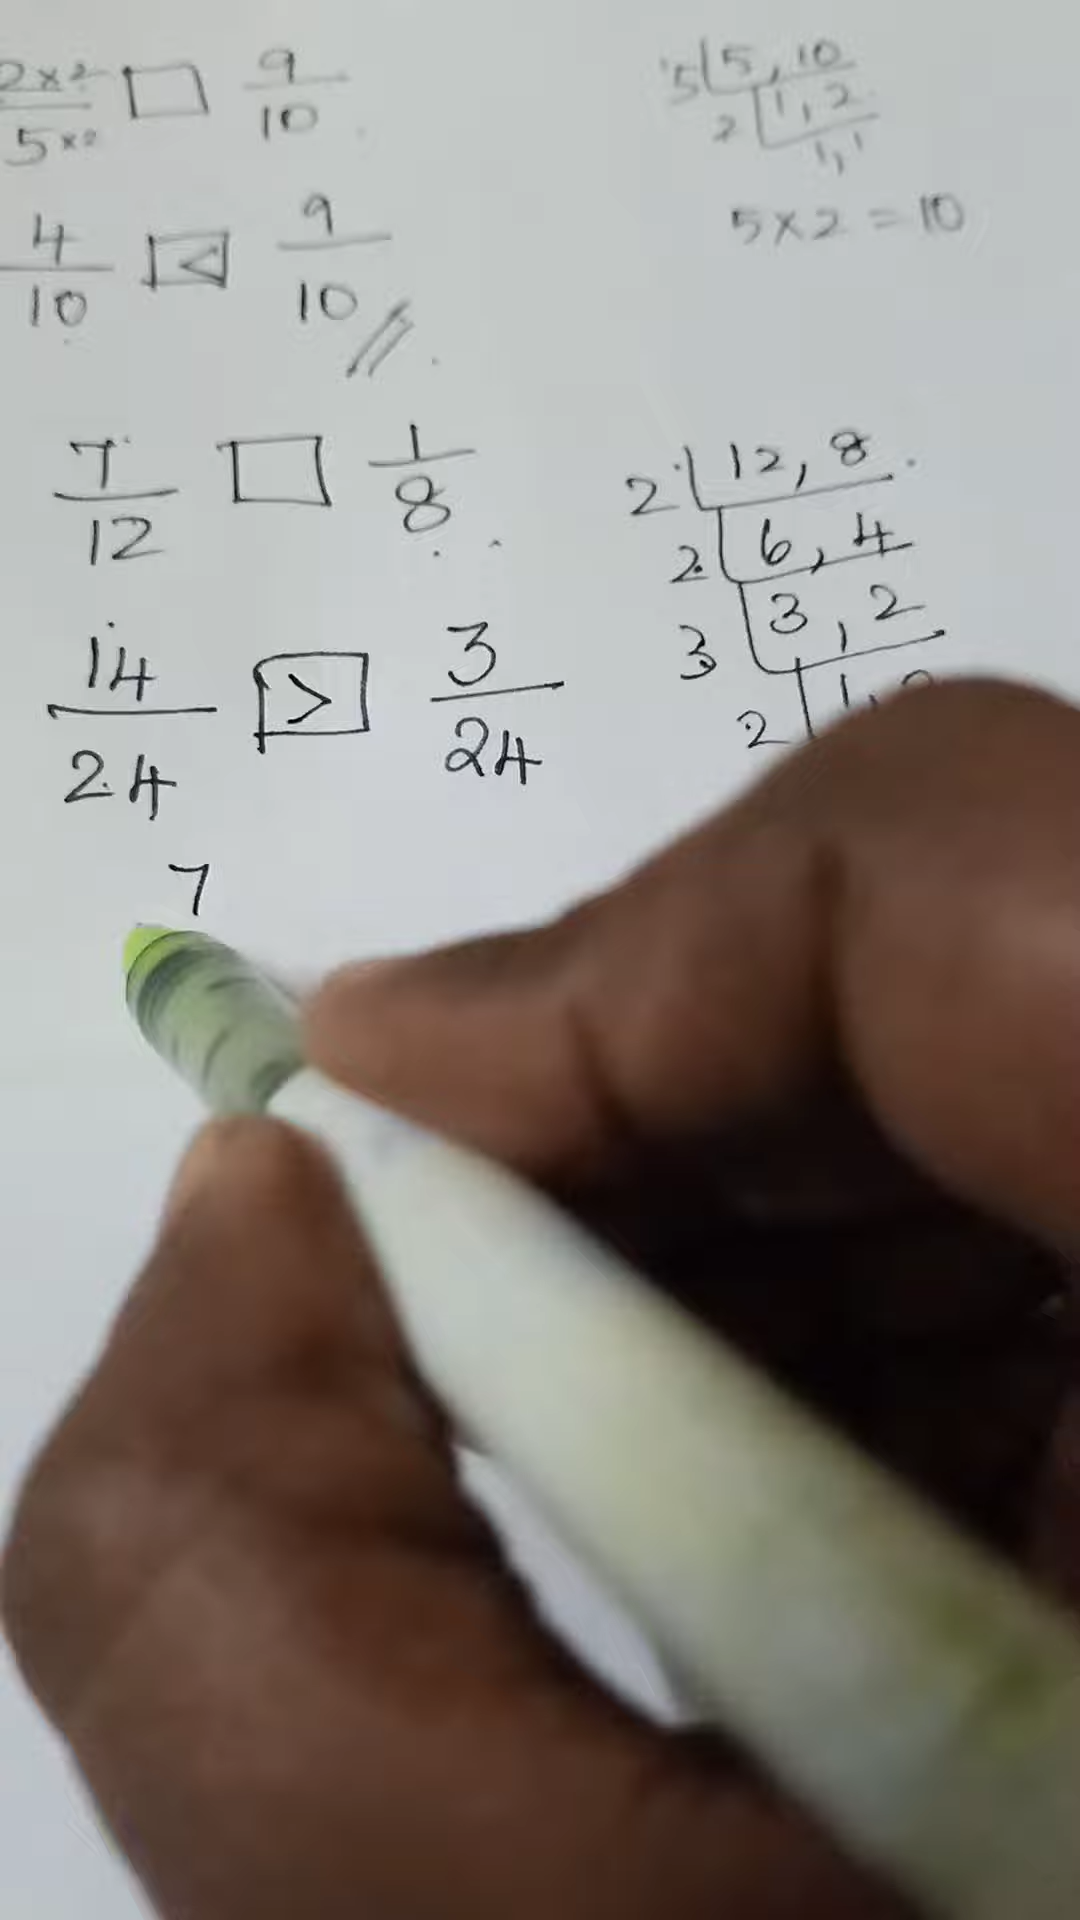 2×2/5×2 □ 9/10
5 | 5, 10
2 | 1, 2
1, 1
5 × 2 = 10
4/10 < 9/10 //
7/12 □ 1/8
2 | 12, 8
2 | 6, 4
3 | 3, 2
2 | 1,
14/24 > 3/24
7